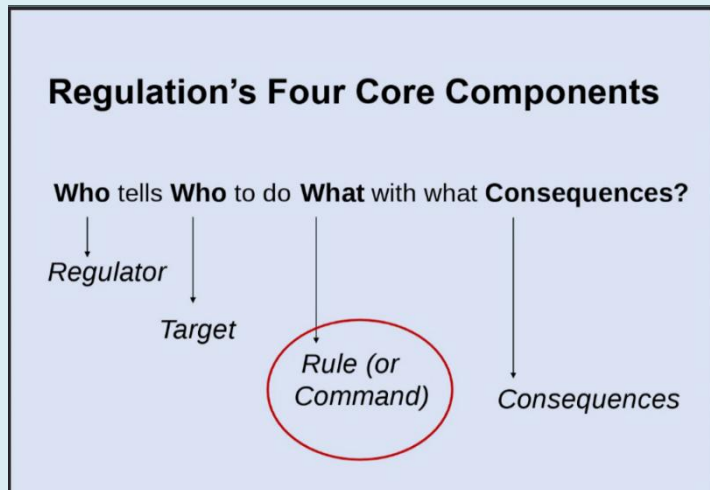 Regulation's Four Core Components
Who tells Who to do What with what Consequences?
Regulator
Target
Rule (or
Command)
Consequences